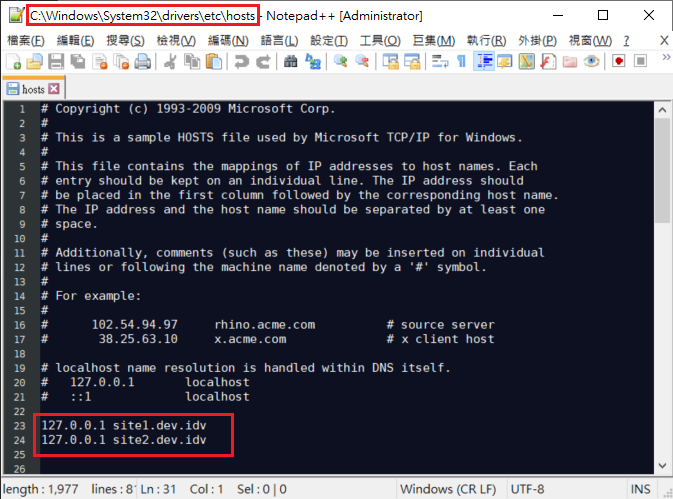 C:\Windows\System32\drivers\etc\hosts - Notepad++ [Administrator]
檔案(F) 編輯(E) 搜尋(S) 檢視(V) 編碼(N) 語言(L) 設定(T) 工具(O) 巨集(M) 執行(R) 外掛(P) 視窗(W) ? X
hosts
1 # Copyright (c) 1993-2009 Microsoft Corp.
2 #
3 # This is a sample HOSTS file used by Microsoft TCP/IP for Windows.
4 #
5 # This file contains the mappings of IP addresses to host names. Each
6 # entry should be kept on an individual line. The IP address should
7 # be placed in the first column followed by the corresponding host name.
8 # The IP address and the host name should be separated by at least one
9 # space.
10 #
11 # Additionally, comments (such as these) may be inserted on individual
12 # lines or following the machine name denoted by a '#' symbol.
13 #
14 # For example:
15 #
16 #      102.54.94.97     rhino.acme.com          # source server
17 #       38.25.63.10     x.acme.com              # x client host
18
19 # localhost name resolution is handled within DNS itself.
20 #   127.0.0.1       localhost
21 #   ::1             localhost
22
23 127.0.0.1 site1.dev.idv
24 127.0.0.1 site2.dev.idv
25
26
length : 1,977 lines : 8 Ln : 31 Col : 1 Sel : 0 | 0 Windows (CR LF) UTF-8 INS